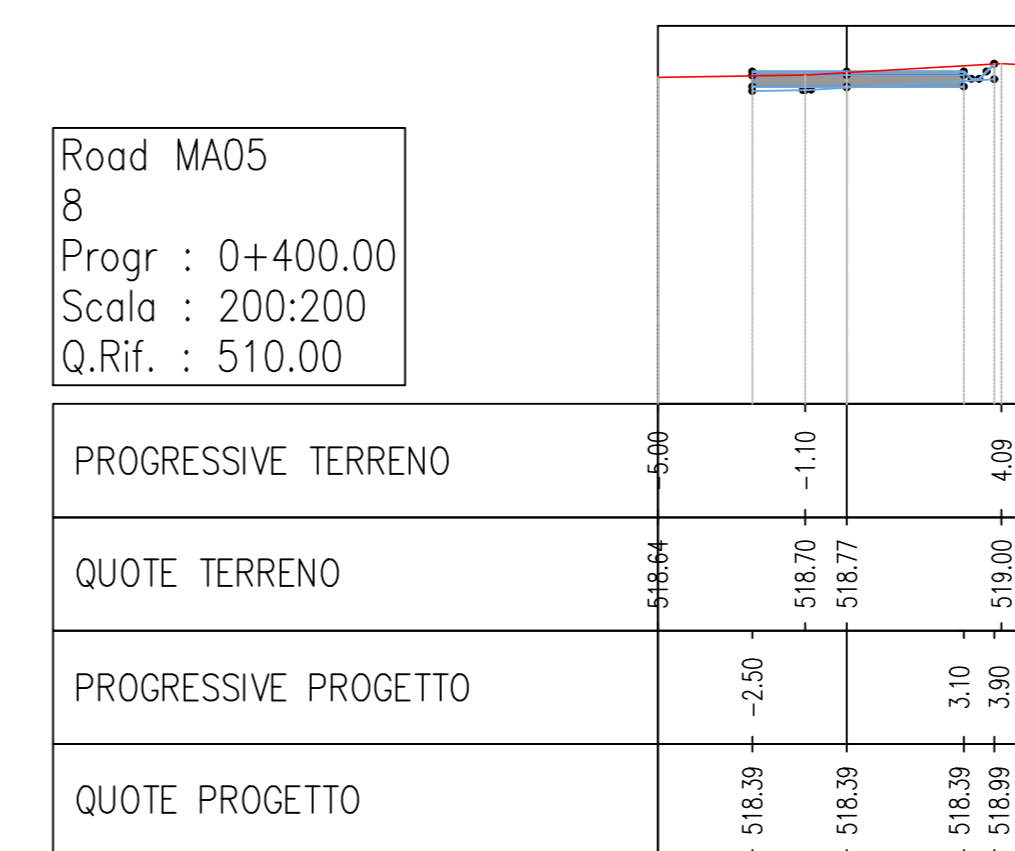 Road MA05
8
Progr : 0+400.00
Scala : 200:200
Q.Rif. : 510.00
PROGRESSIVE TERRENO -5.00 -1.10 4.09
QUOTE TERRENO 518.64 518.70 518.77 519.00
PROGRESSIVE PROGETTO -2.50 3.10 3.90
QUOTE PROGETTO 518.39 518.39 518.39 518.99